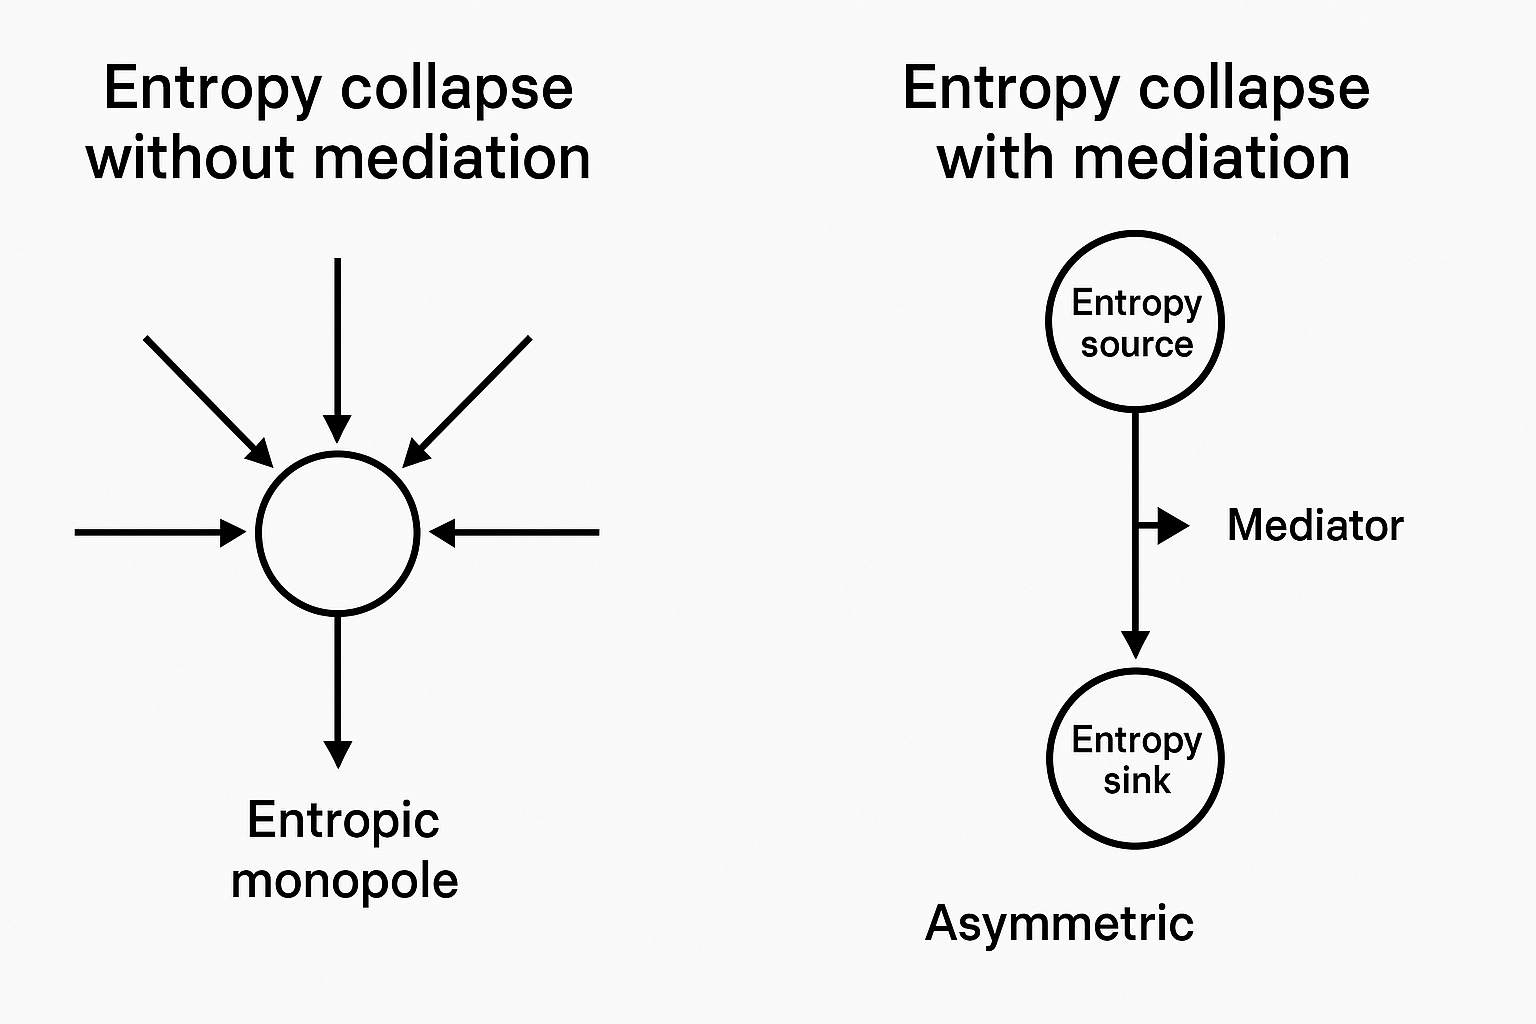 Entropy collapse
without mediation
Entropic
monopole
Entropy collapse
with mediation
Entropy
source
Mediator
Entropy
sink
Asymmetric